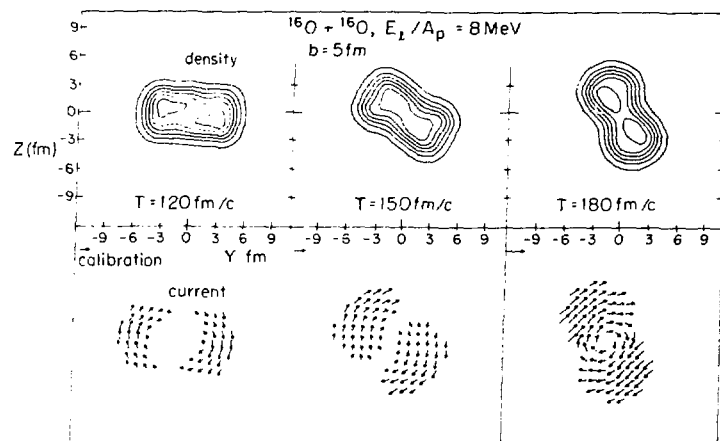 ¹⁶O + ¹⁶O, E_ℓ/A_p = 8 MeV
b = 5 fm
density
9
6
3
0
-3
-6
-9
Z (fm)
T = 120 fm/c
T = 150 fm/c
T = 180 fm/c
-9 -6 -3 0 3 6 9 -9 -6 -3 0 3 6 9 -9 -6 -3 0 3 6 9
calibration
Y fm
current